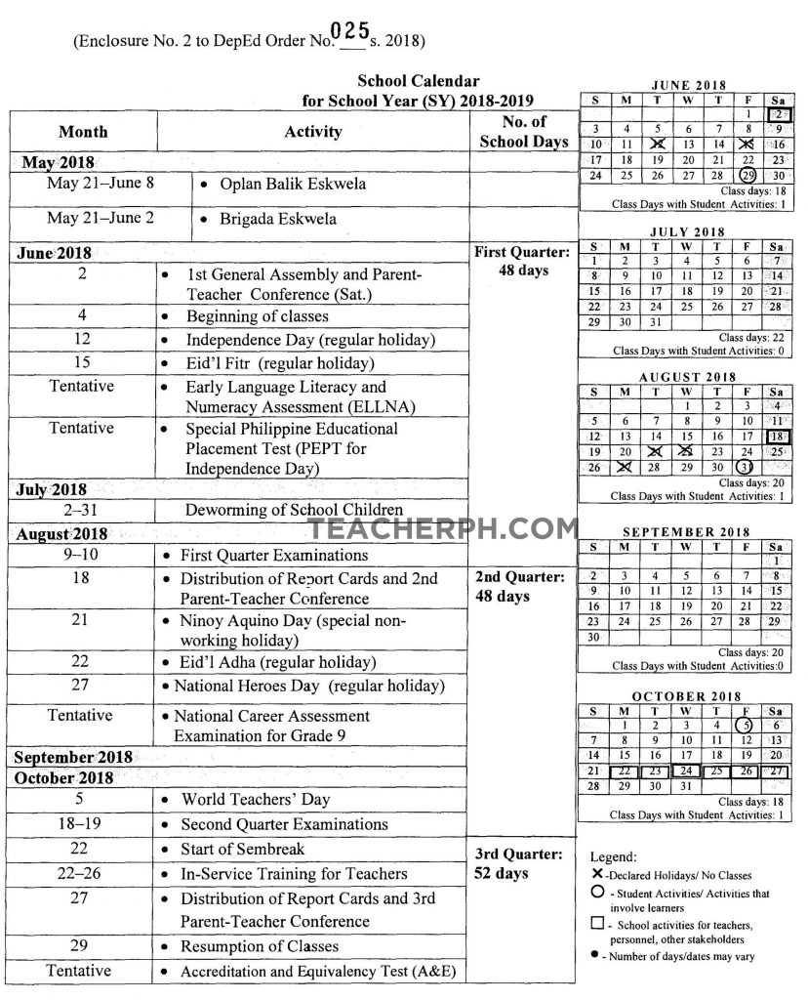 (Enclosure No. 2 to DepEd Order No. 025 s. 2018)
School Calendar
for School Year (SY) 2018-2019
Month Activity No. of School Days
May 2018
May 21–June 8 • Oplan Balik Eskwela
May 21–June 2 • Brigada Eskwela
June 2018 First Quarter:
48 days
2 • 1st General Assembly and Parent-
Teacher Conference (Sat.)
4 • Beginning of classes
12 • Independence Day (regular holiday)
15 • Eid'l Fitr (regular holiday)
Tentative • Early Language Literacy and
Numeracy Assessment (ELLNA)
Tentative • Special Philippine Educational
Placement Test (PEPT for
Independence Day)
July 2018
2–31 Deworming of School Children
TEACHERPH.COM
August 2018
9–10 • First Quarter Examinations
18 • Distribution of Report Cards and 2nd 2nd Quarter:
Parent-Teacher Conference 48 days
21 • Ninoy Aquino Day (special non-
working holiday)
22 • Eid'l Adha (regular holiday)
27 • National Heroes Day (regular holiday)
Tentative • National Career Assessment
Examination for Grade 9
September 2018
October 2018
5 • World Teachers' Day
18–19 • Second Quarter Examinations
22 • Start of Sembreak 3rd Quarter:
22–26 • In-Service Training for Teachers 52 days
27 • Distribution of Report Cards and 3rd
Parent-Teacher Conference
29 • Resumption of Classes
Tentative • Accreditation and Equivalency Test (A&E)
JUNE 2018
S M T W T F Sa
1 2
3 4 5 6 7 8 9
10 11 12 13 14 15 16
17 18 19 20 21 22 23
24 25 26 27 28 29 30
Class days: 18
Class Days with Student Activities: 1
JULY 2018
S M T W T F Sa
1 2 3 4 5 6 7
8 9 10 11 12 13 14
15 16 17 18 19 20 21
22 23 24 25 26 27 28
29 30 31
Class days: 22
Class Days with Student Activities: 0
AUGUST 2018
S M T W T F Sa
1 2 3 4
5 6 7 8 9 10 11
12 13 14 15 16 17 18
19 20 21 22 23 24 25
26 27 28 29 30 31
Class days: 20
Class Days with Student Activities: 1
SEPTEMBER 2018
S M T W T F Sa
1
2 3 4 5 6 7 8
9 10 11 12 13 14 15
16 17 18 19 20 21 22
23 24 25 26 27 28 29
30
Class days: 20
Class Days with Student Activities:0
OCTOBER 2018
S M T W T F Sa
1 2 3 4 5 6
7 8 9 10 11 12 13
14 15 16 17 18 19 20
21 22 23 24 25 26 27
28 29 30 31
Class days: 18
Class Days with Student Activities: 1
Legend:
X -Declared Holidays/ No Classes
O - Student Activities/ Activities that
involve learners
□ - School activities for teachers,
personnel, other stakeholders
• - Number of days/dates may vary